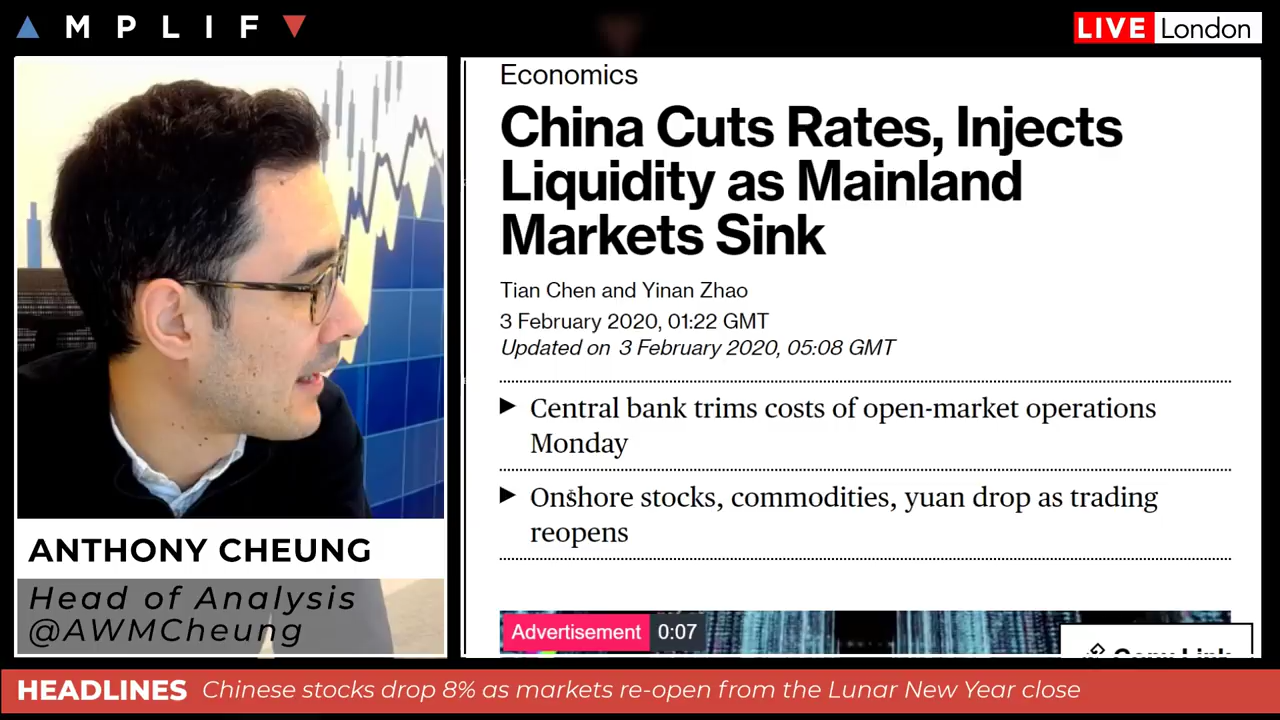 AMPLIFY
LIVE London
Economics
China Cuts Rates, Injects
Liquidity as Mainland
Markets Sink
Tian Chen and Yinan Zhao
3 February 2020, 01:22 GMT
Updated on 3 February 2020, 05:08 GMT
Central bank trims costs of open-market operations
Monday
Onshore stocks, commodities, yuan drop as trading
reopens
Advertisement 0:07
Copy Link
ANTHONY CHEUNG
Head of Analysis
@AWMCheung
HEADLINES Chinese stocks drop 8% as markets re-open from the Lunar New Year close